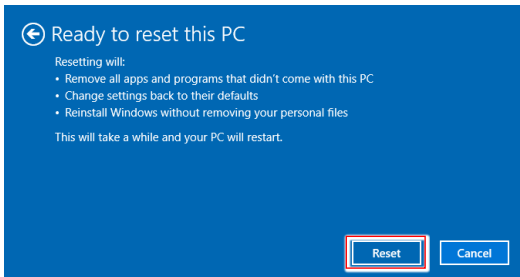 Ready to reset this PC
Resetting will:
• Remove all apps and programs that didn't come with this PC
• Change settings back to their defaults
• Reinstall Windows without removing your personal files
This will take a while and your PC will restart.
Reset Cancel